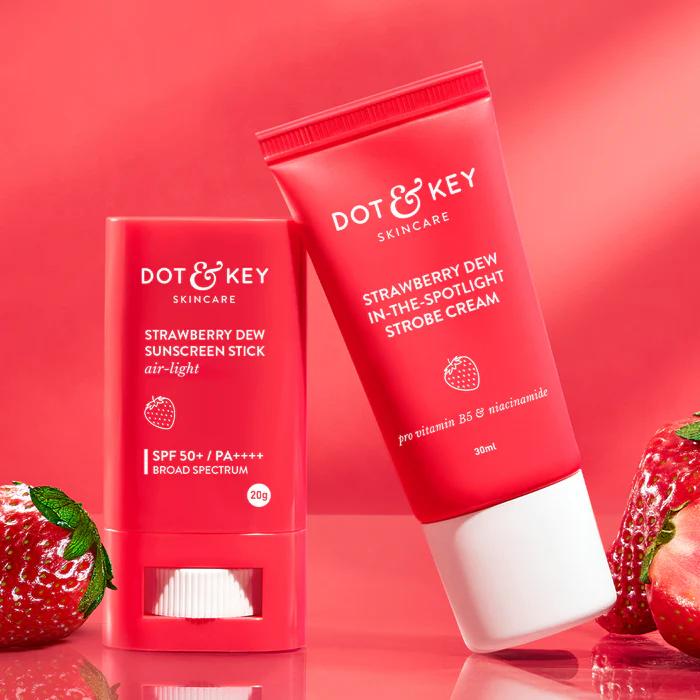 DOT & KEY
SKINCARE
STRAWBERRY DEW
SUNSCREEN STICK
air-light
SPF 50+ / PA++++
BROAD SPECTRUM
20g
DOT & KEY
SKINCARE
STRAWBERRY DEW
IN-THE-SPOTLIGHT
STROBE CREAM
pro vitamin B5 & niacinamide
30ml